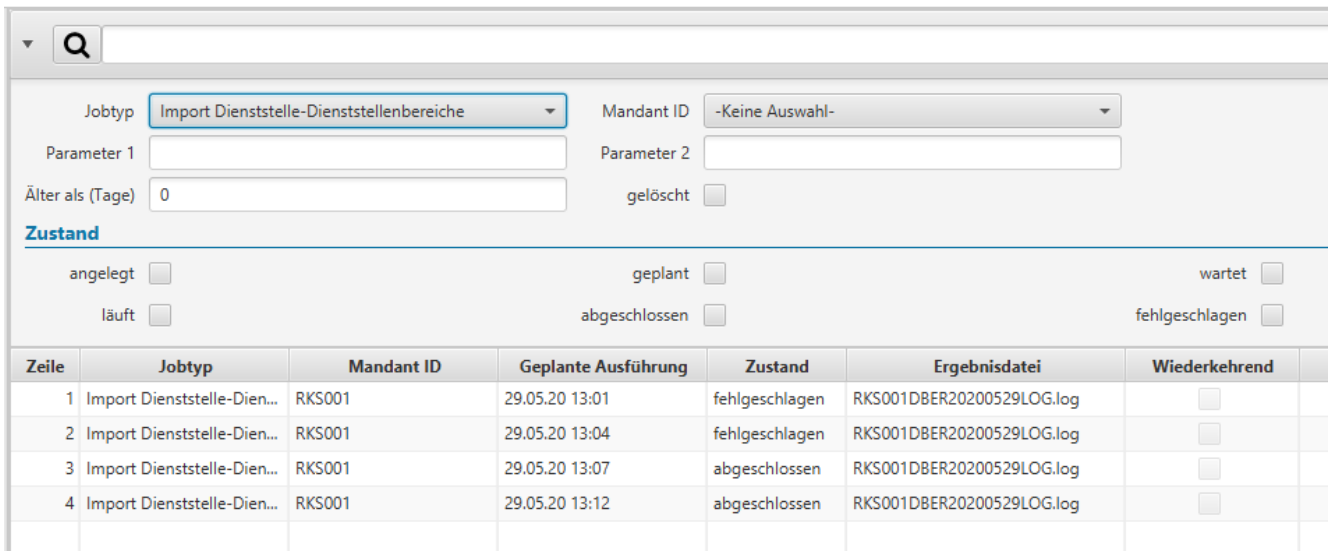 Jobtyp Import Dienststelle-Dienststellenbereiche Mandant ID -Keine Auswahl-
Parameter 1 Parameter 2
Älter als (Tage) 0 gelöscht
Zustand
angelegt geplant wartet
läuft abgeschlossen fehlgeschlagen
Zeile Jobtyp Mandant ID Geplante Ausführung Zustand Ergebnisdatei Wiederkehrend
1 Import Dienststelle-Dien... RKS001 29.05.20 13:01 fehlgeschlagen RKS001DBER20200529LOG.log
2 Import Dienststelle-Dien... RKS001 29.05.20 13:04 fehlgeschlagen RKS001DBER20200529LOG.log
3 Import Dienststelle-Dien... RKS001 29.05.20 13:07 abgeschlossen RKS001DBER20200529LOG.log
4 Import Dienststelle-Dien... RKS001 29.05.20 13:12 abgeschlossen RKS001DBER20200529LOG.log